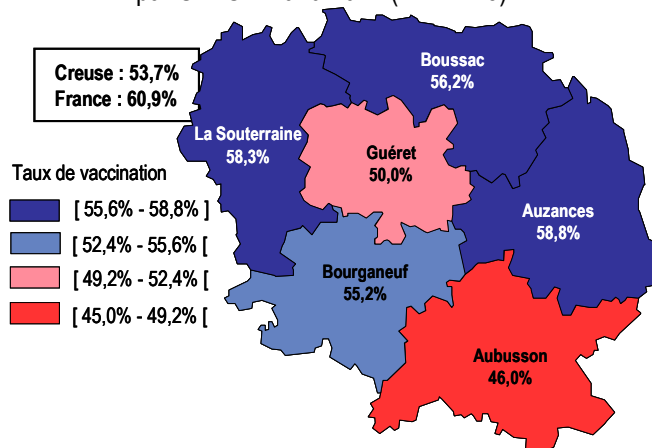 Creuse : 53,7%
France : 60,9%
Boussac
56,2%
La Souterraine
58,3%
Guéret
50,0%
Taux de vaccination
[ 55,6% - 58,8% ]
[ 52,4% - 55,6% [
[ 49,2% - 52,4% [
[ 45,0% - 49,2% [
Auzances
58,8%
Bourganeuf
55,2%
Aubusson
46,0%